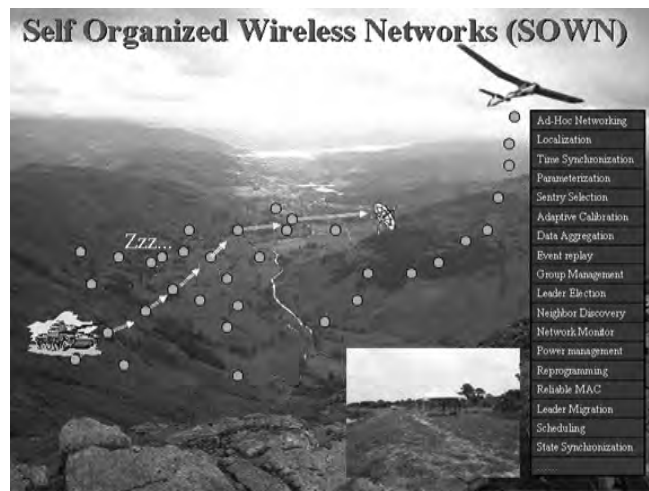 Self Organized Wireless Networks (SOWN)
Zzz...
Ad-Hoc Networking
Localization
Time Synchronization
Parameterization
Sentry Selection
Adaptive Calibration
Data Aggregation
Event replay
Group Management
Leader Election
Neighbor Discovery
Network Monitor
Power management
Reprogramming
Reliable MAC
Leader Migration
Scheduling
State Synchronization